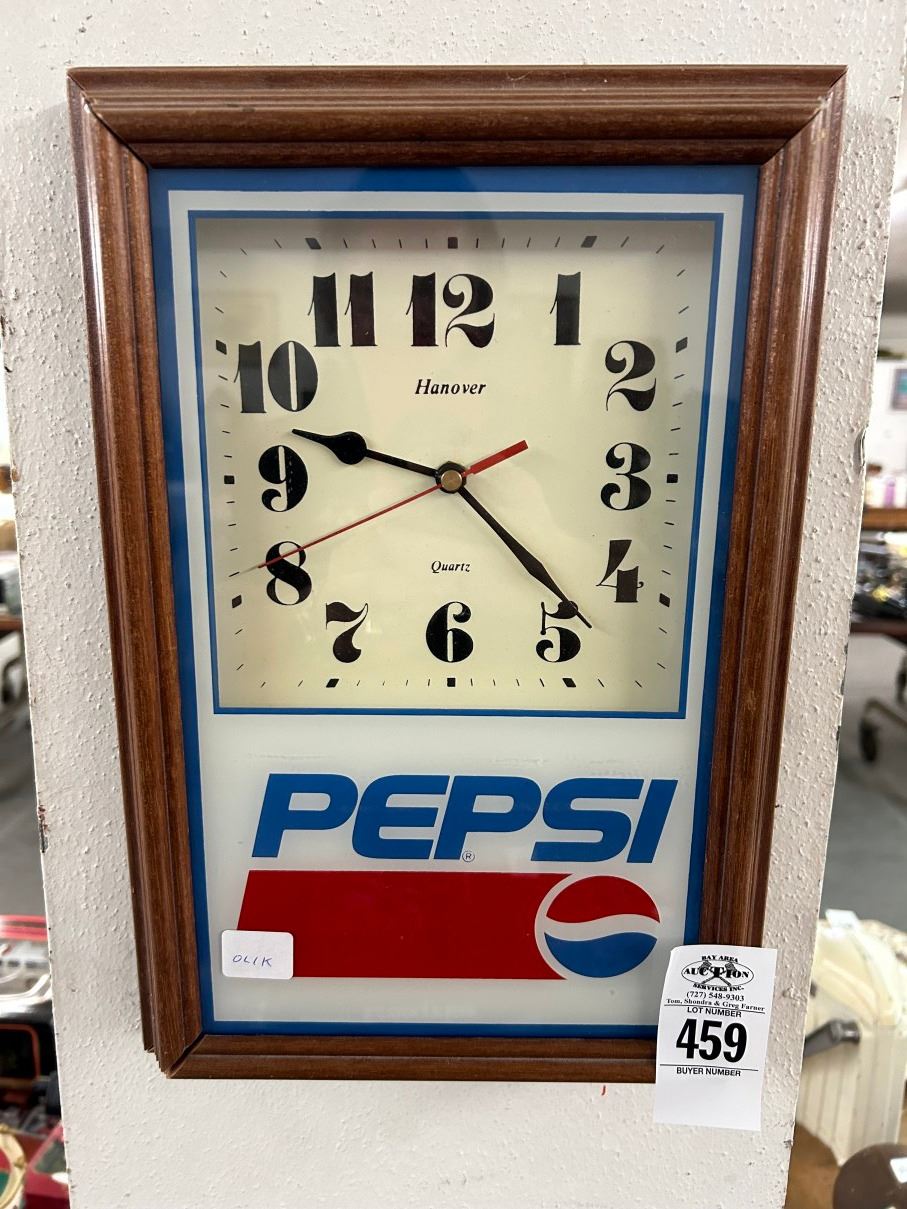 11 12 1
10 2
Hanover
9 3
8 4
Quartz
7 6 5
PEPSI
®
OLIK
BAY AREA
AUCTION
SERVICES INC.
(727) 548-9303
Tom, Shondra & Greg Farner
LOT NUMBER
459
BUYER NUMBER